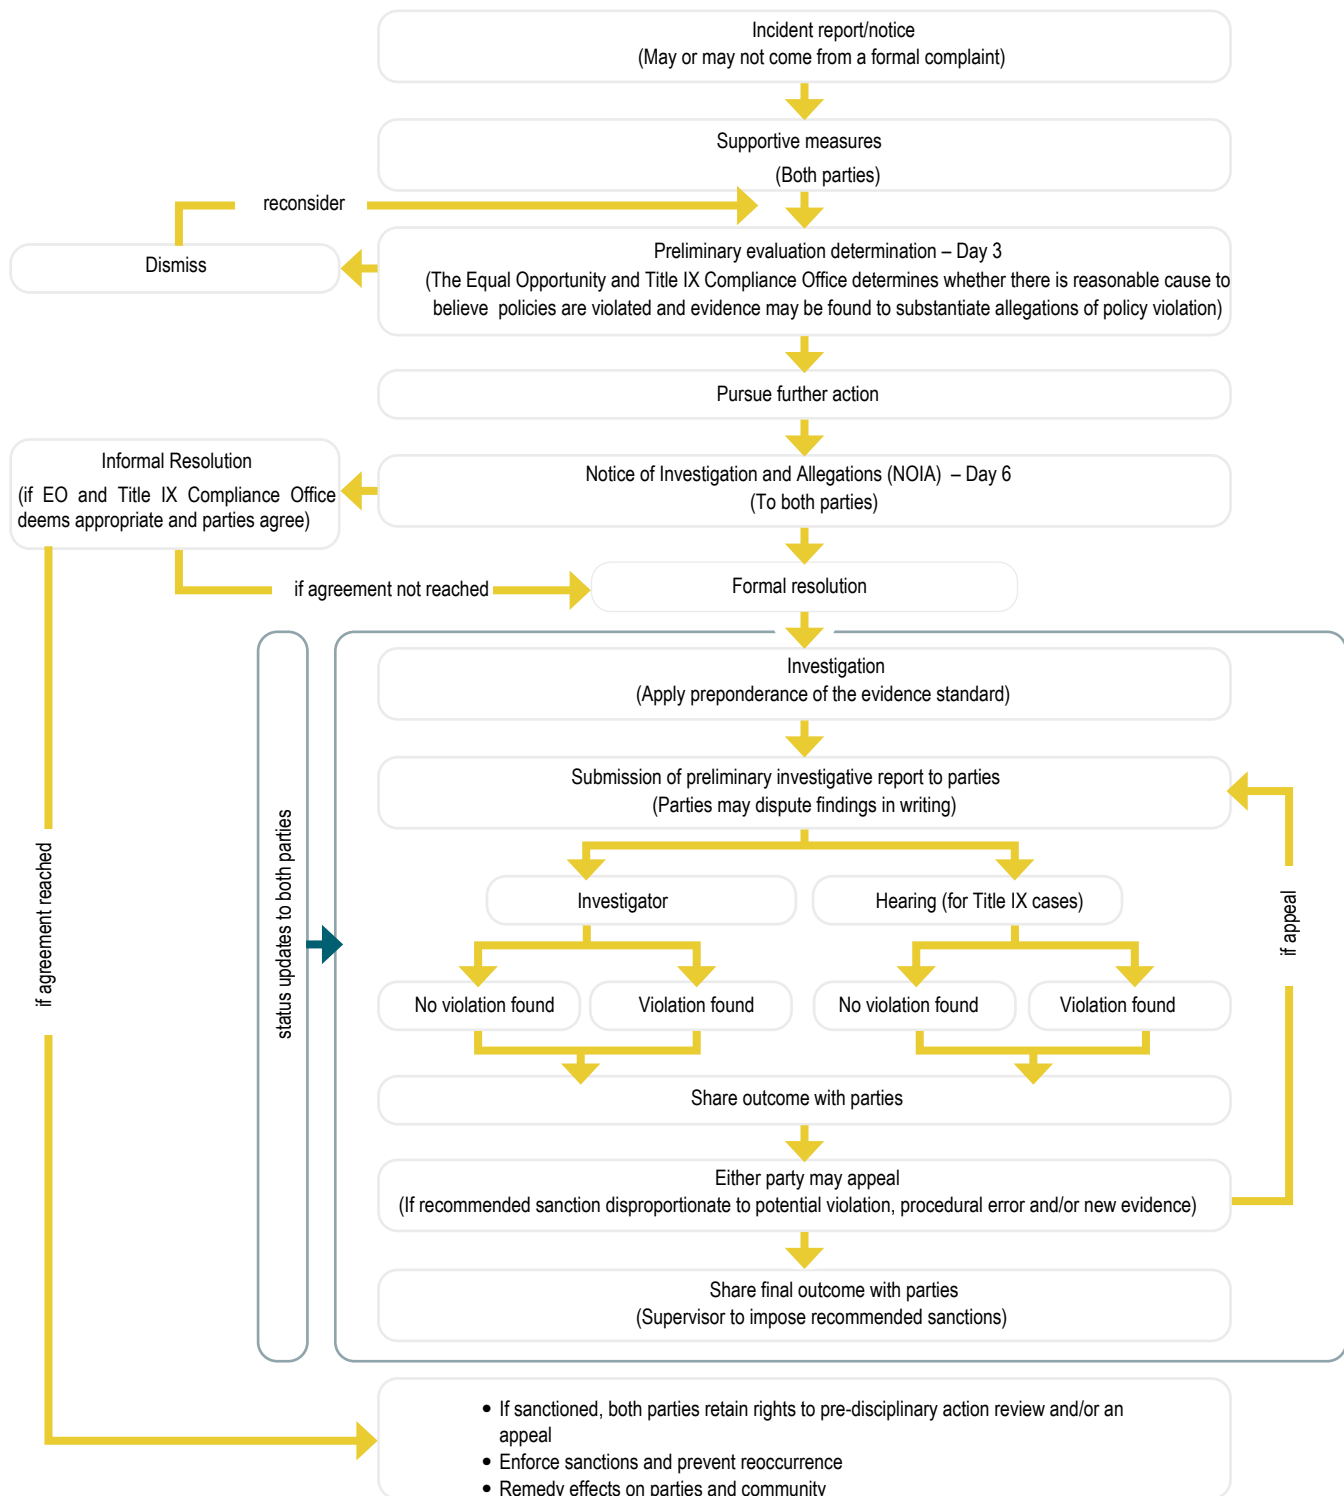 Incident report/notice
(May or may not come from a formal complaint)
Supportive measures
(Both parties)
reconsider
Dismiss
Preliminary evaluation determination – Day 3
(The Equal Opportunity and Title IX Compliance Office determines whether there is reasonable cause to
believe policies are violated and evidence may be found to substantiate allegations of policy violation)
Pursue further action
Informal Resolution
(if EO and Title IX Compliance Office
deems appropriate and parties agree)
Notice of Investigation and Allegations (NOIA) – Day 6
(To both parties)
if agreement not reached
Formal resolution
Investigation
(Apply preponderance of the evidence standard)
Submission of preliminary investigative report to parties
(Parties may dispute findings in writing)
if agreement reached
status updates to both parties
Investigator
Hearing (for Title IX cases)
if appeal
No violation found
Violation found
No violation found
Violation found
Share outcome with parties
Either party may appeal
(If recommended sanction disproportionate to potential violation, procedural error and/or new evidence)
Share final outcome with parties
(Supervisor to impose recommended sanctions)
• If sanctioned, both parties retain rights to pre-disciplinary action review and/or an
appeal
• Enforce sanctions and prevent reoccurrence
• Remedy effects on parties and community